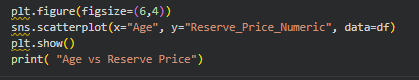 plt.figure(figsize=(6,4))
sns.scatterplot(x="Age", y="Reserve_Price_Numeric", data=df)
plt.show()
print( "Age vs Reserve Price")